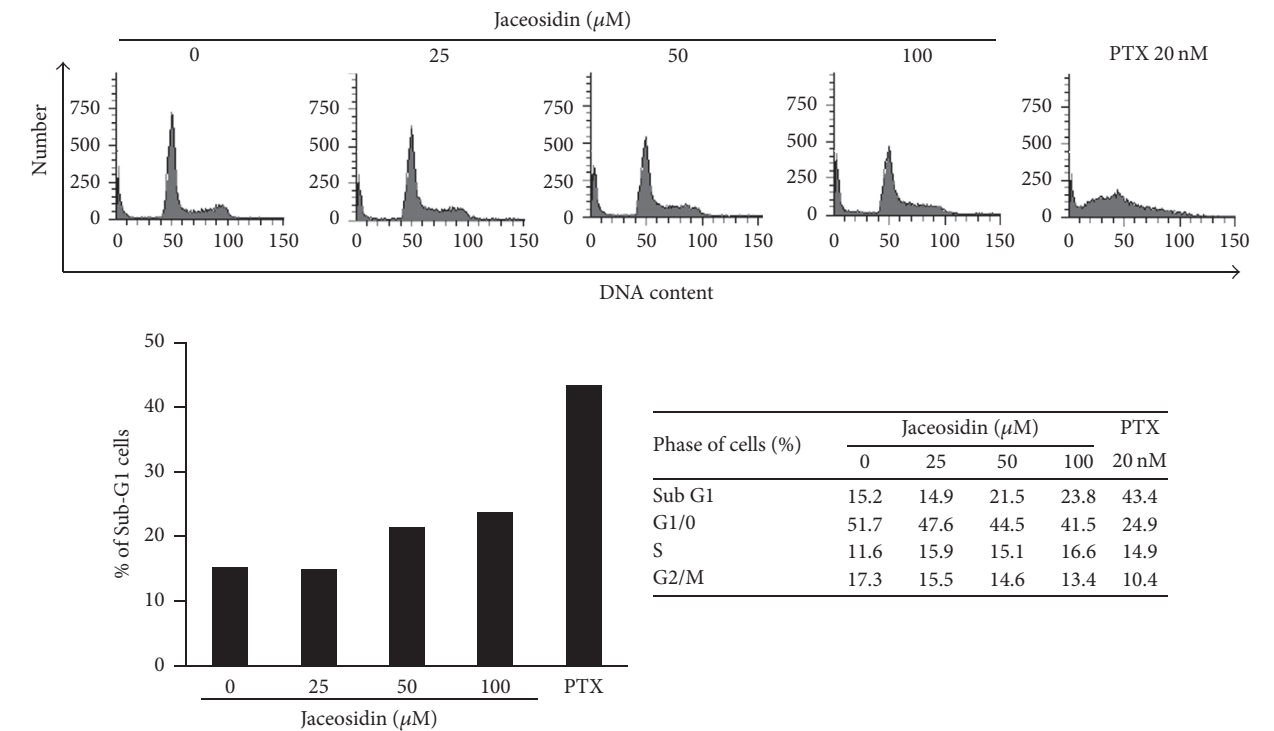 Jaceosidin (μM)
0 25 50 100 PTX 20 nM
Number
750 500 250 0
750 500 250 0
750 500 250 0
750 500 250 0
750 500 250 0
0 50 100 150
0 50 100 150
0 50 100 150
0 50 100 150
0 50 100 150
DNA content
% of Sub-G1 cells
50
40
30
20
10
0
0 25 50 100 PTX
Jaceosidin (μM)
Phase of cells (%) Jaceosidin (μM) PTX
0 25 50 100 20 nM
Sub G1 15.2 14.9 21.5 23.8 43.4
G1/0 51.7 47.6 44.5 41.5 24.9
S 11.6 15.9 15.1 16.6 14.9
G2/M 17.3 15.5 14.6 13.4 10.4